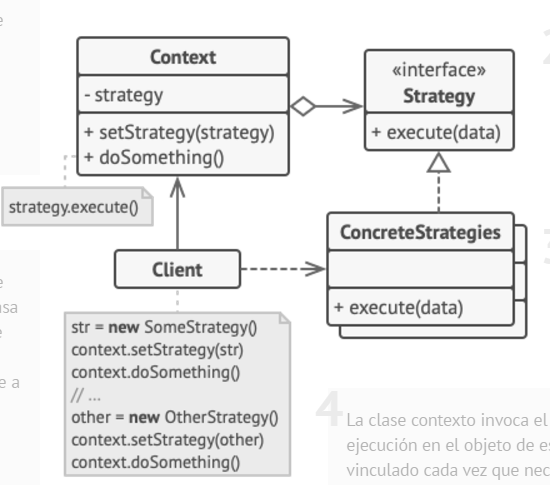 Context
- strategy
+ setStrategy(strategy)
+ doSomething()
«interface»
Strategy
+ execute(data)
strategy.execute()
ConcreteStrategies
+ execute(data)
Client
str = new SomeStrategy()
context.setStrategy(str)
context.doSomething()
// ...
other = new OtherStrategy()
context.setStrategy(other)
context.doSomething()
4
La clase contexto invoca el
ejecución en el objeto de
vinculado cada vez que
e a